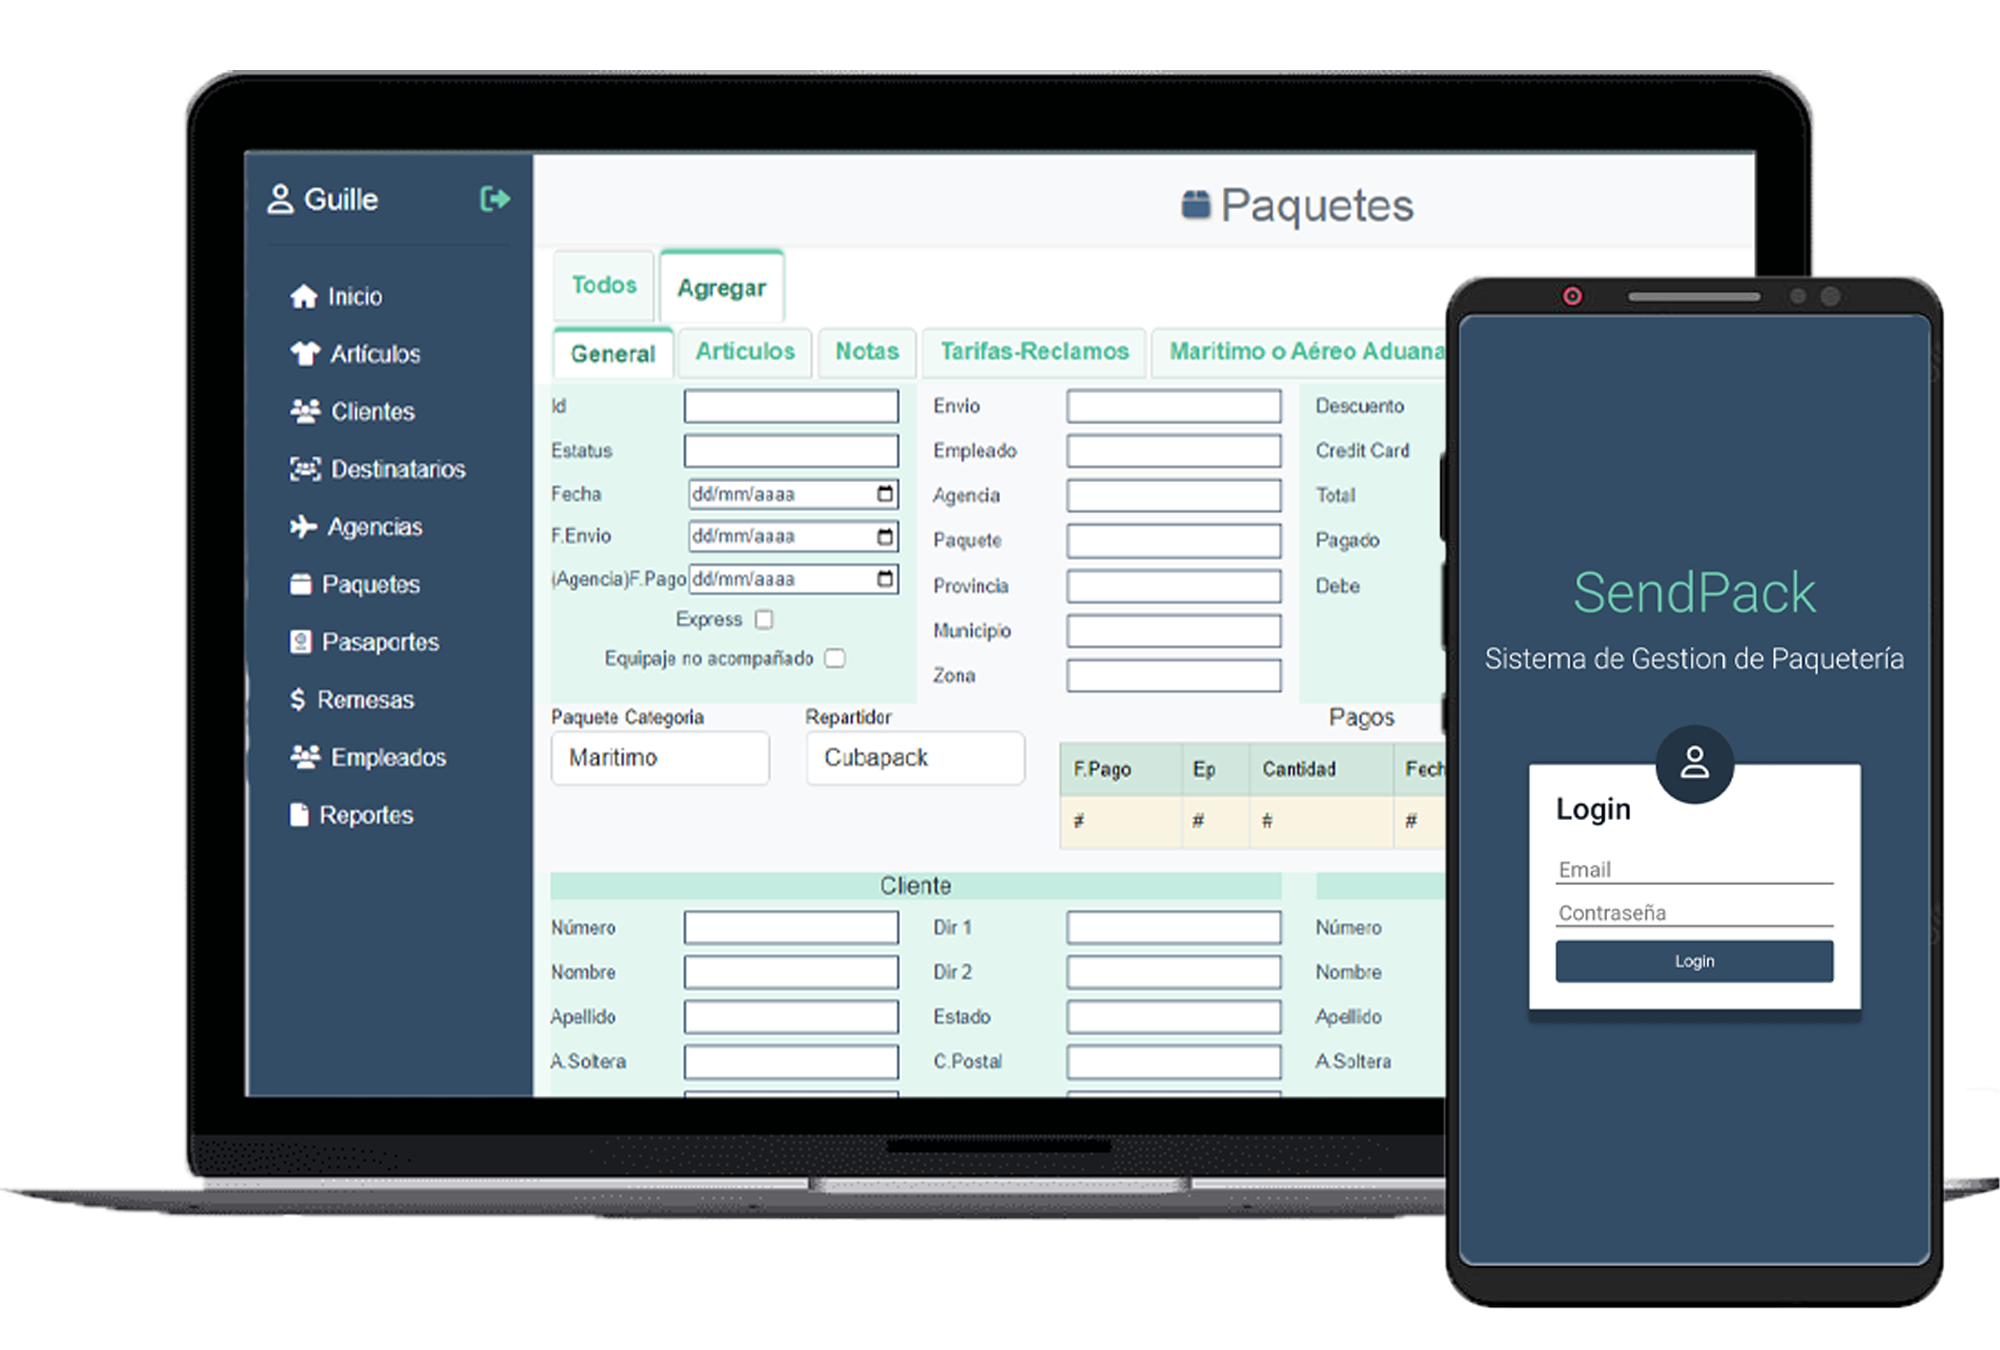 Guille
Paquetes
Inicio
Artículos
Clientes
Destinatarios
Agencias
Paquetes
Pasaportes
Remesas
Empleados
Reportes
Todos
Agregar
General
Articulos
Notas
Tarifas-Reclamos
Maritimo o Aéreo Aduana
Id
Envio
Descuento
Estatus
Empleado
Credit Card
Fecha
dd/mm/aaaa
Agencia
Total
F.Envio
dd/mm/aaaa
Paquete
Pagado
(Agencia)F.Pago
dd/mm/aaaa
Provincia
Debe
Express
Municipio
Equipaje no acompañado
Zona
Paquete Categoria
Repartidor
Pagos
Maritimo
Cubapack
F.Pago
Ep
Cantidad
# # # #
Cliente
Número
Dir 1
Número
Nombre
Dir 2
Nombre
Apellido
Estado
Apellido
A.Soltera
C.Postal
A.Soltera
SendPack
Sistema de Gestion de Paquetería
Login
Email
Contraseña
Login